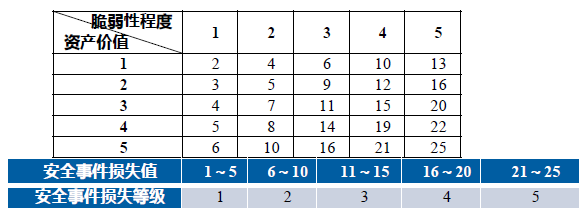 脆弱性程度
资产价值
1 2 3 4 5
1 2 4 6 10 13
2 3 5 9 12 16
3 4 7 11 15 20
4 5 8 14 19 22
5 6 10 16 21 25
安全事件损失值 1～5 6～10 11～15 16～20 21～25
安全事件损失等级 1 2 3 4 5